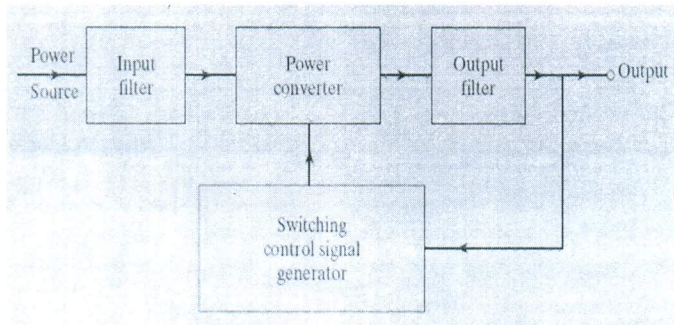 Power
Source
Input
filter
Power
converter
Output
filter
Output
Switching
control signal
generator